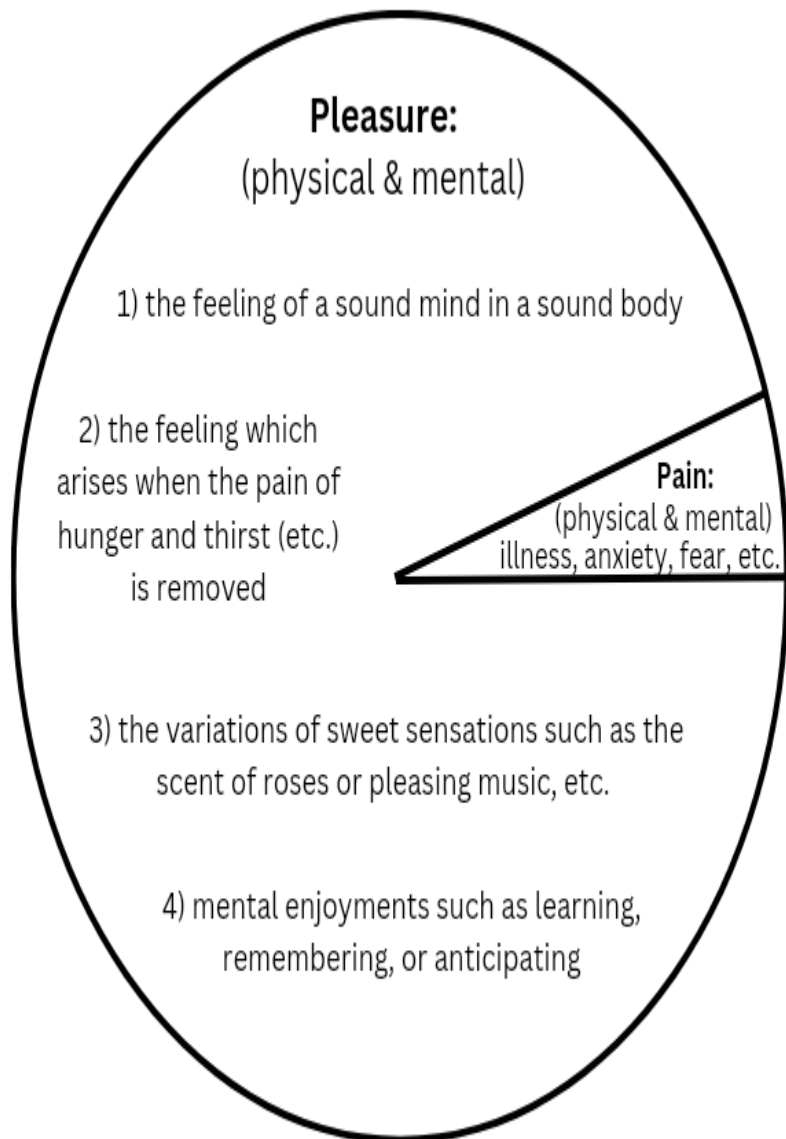 Pleasure:
(physical & mental)
1) the feeling of a sound mind in a sound body
2) the feeling which
arises when the pain of
hunger and thirst (etc.)
is removed
Pain:
(physical & mental)
illness, anxiety, fear, etc.
3) the variations of sweet sensations such as the
scent of roses or pleasing music, etc.
4) mental enjoyments such as learning,
remembering, or anticipating